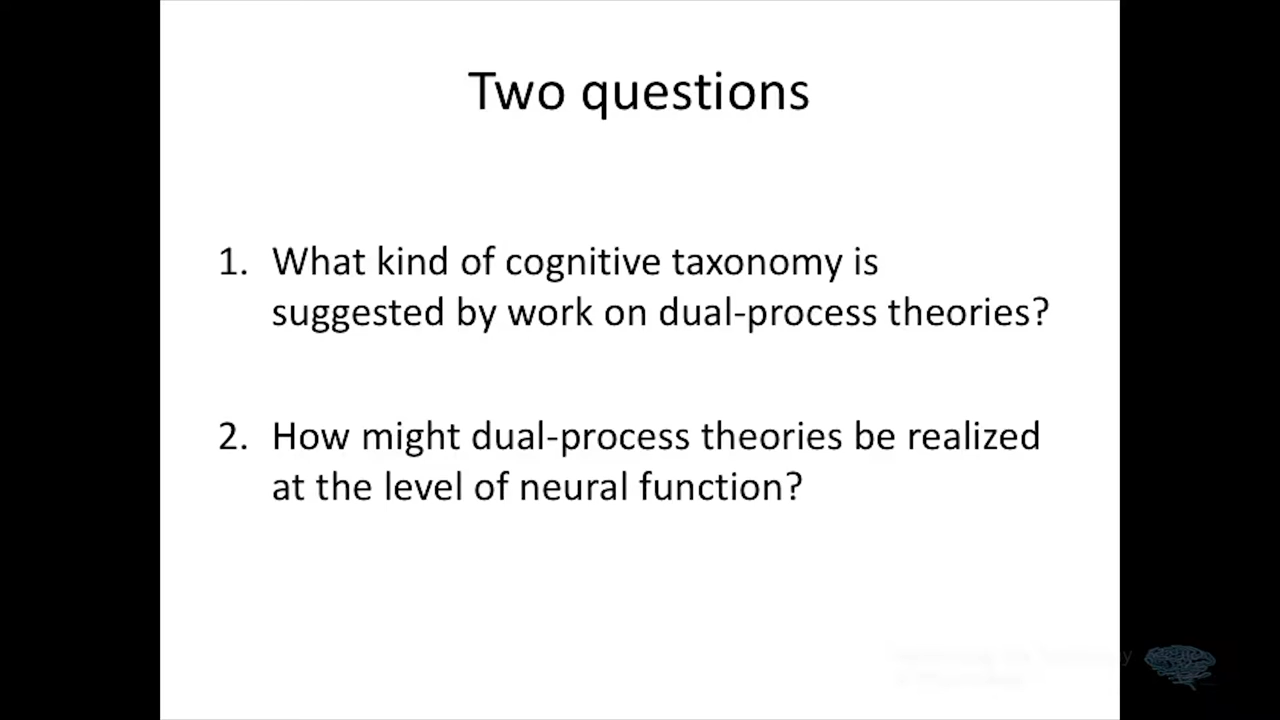 Two questions
1. What kind of cognitive taxonomy is
suggested by work on dual-process theories?
2. How might dual-process theories be realized
at the level of neural function?